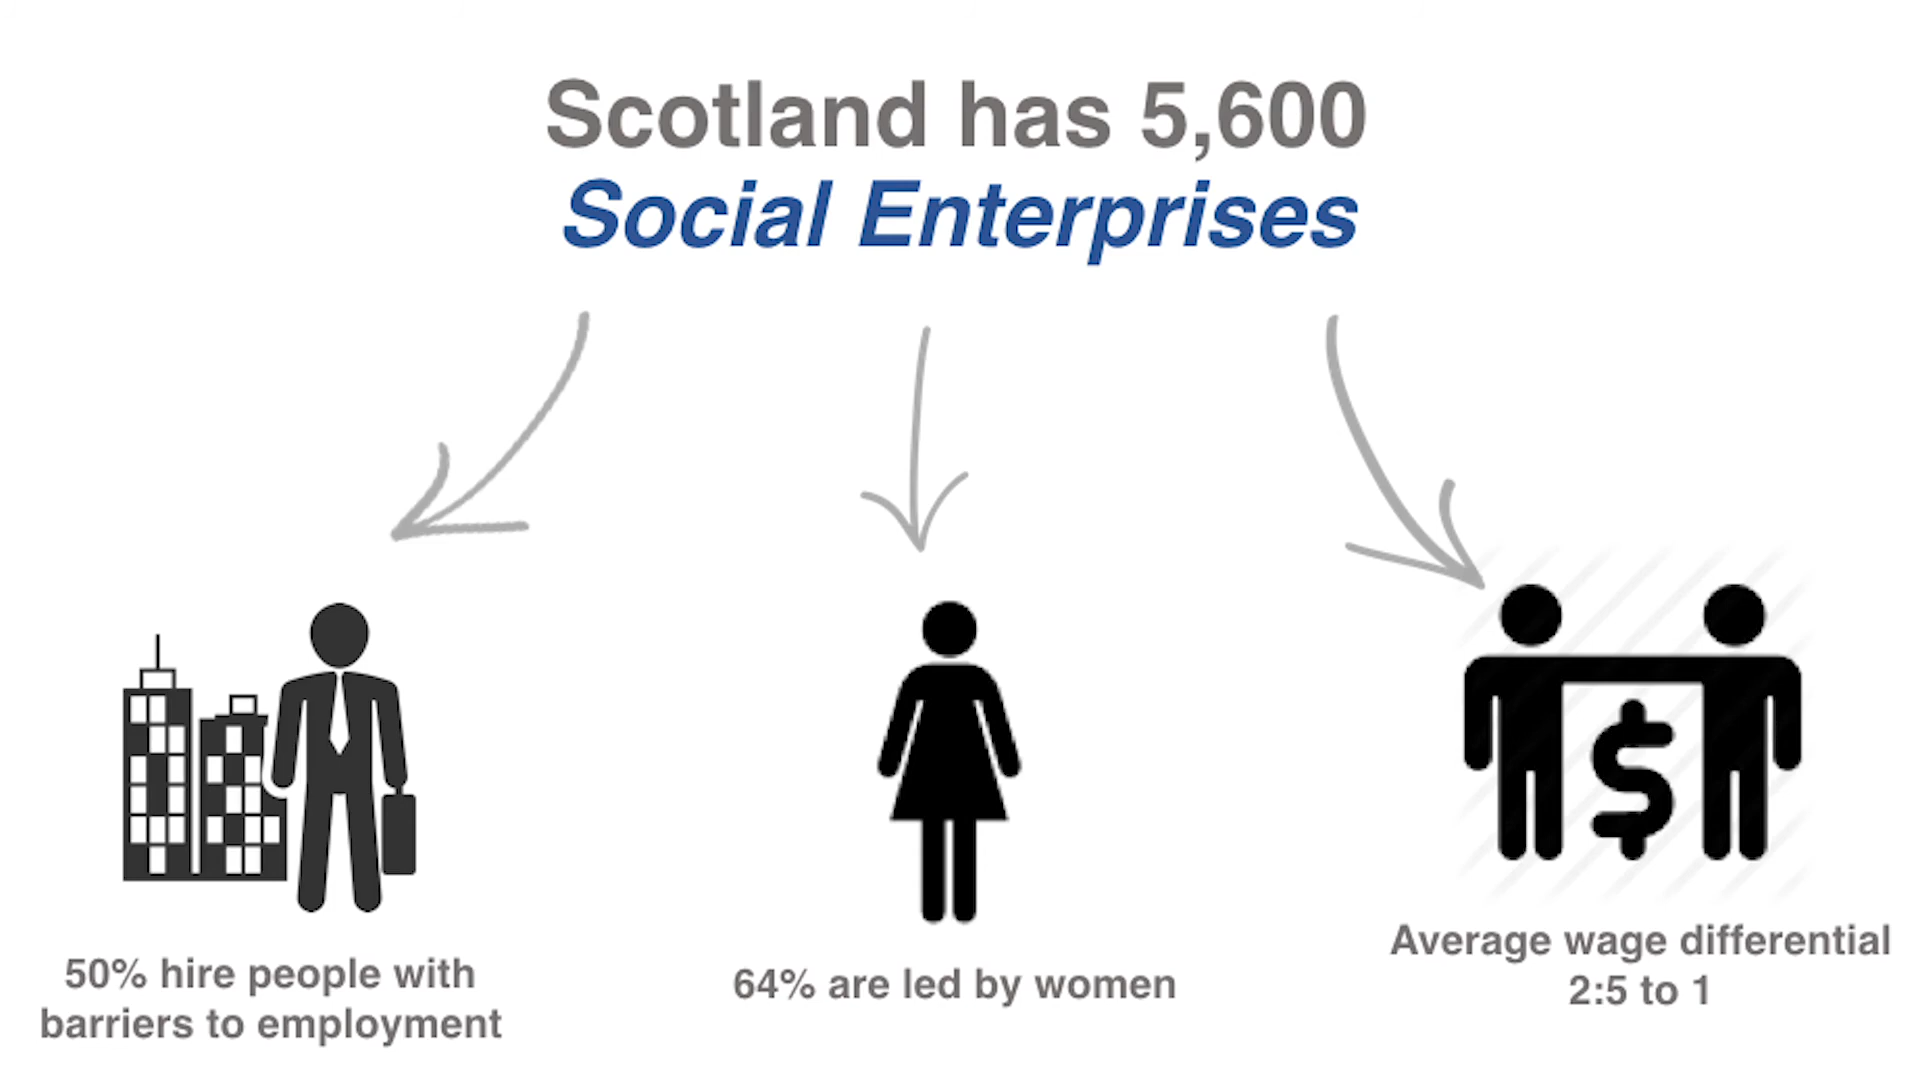 Scotland has 5,600
Social Enterprises
50% hire people with
barriers to employment
64% are led by women
Average wage differential
2:5 to 1
$